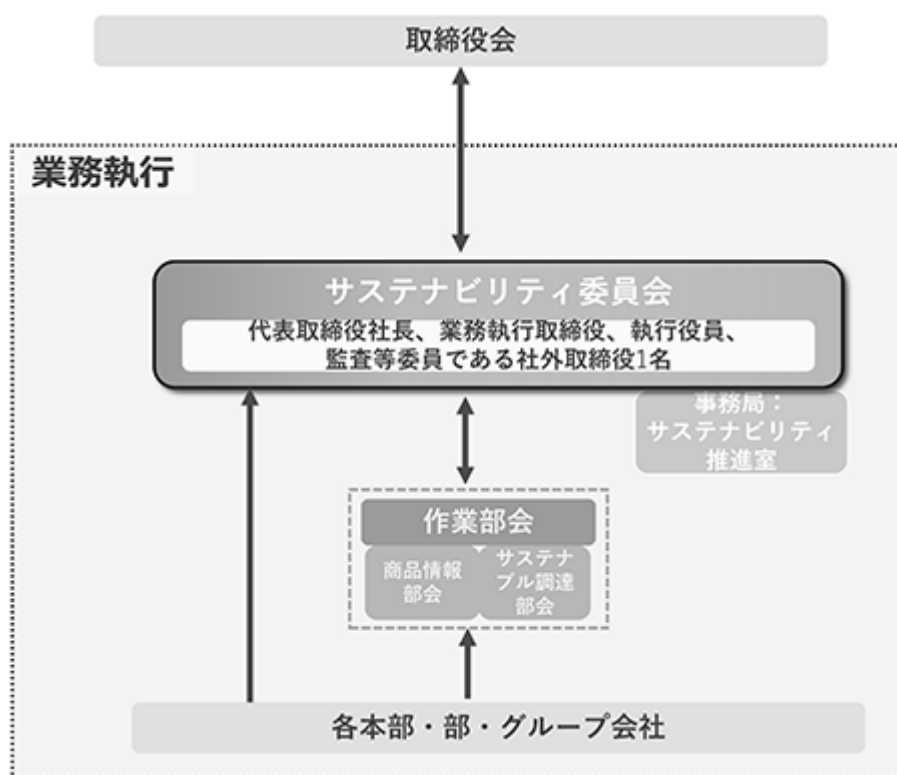 取締役会
業務執行
サステナビリティ委員会
代表取締役社長、業務執行取締役、執行役員、
監査等委員である社外取締役1名
事務局：
サステナビリティ
推進室
作業部会
商品情報
部会
サステナ
ブル調達
部会
各本部・部・グループ会社